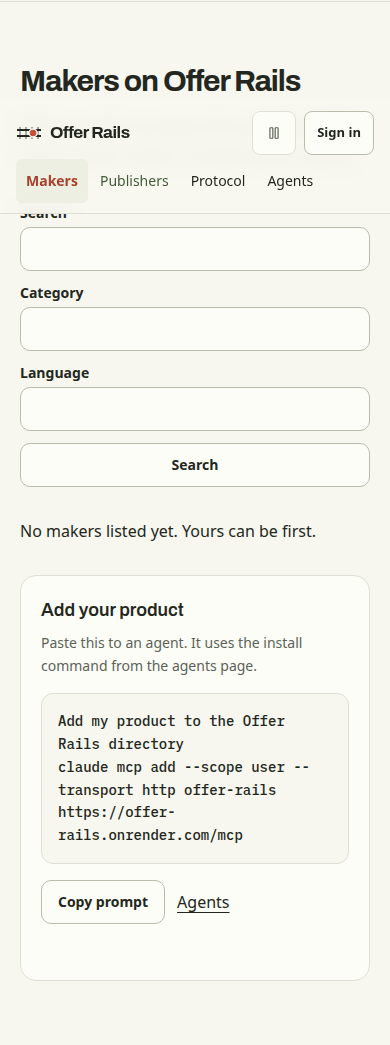 Makers on Offer Rails
Offer Rails
Sign in
Makers
Publishers
Protocol
Agents
Search
Category
Language
Search
No makers listed yet. Yours can be first.
Add your product
Paste this to an agent. It uses the install
command from the agents page.
Add my product to the Offer
Rails directory
claude mcp add --scope user --
transport http offer-rails
https://offer-
rails.onrender.com/mcp
Copy prompt
Agents